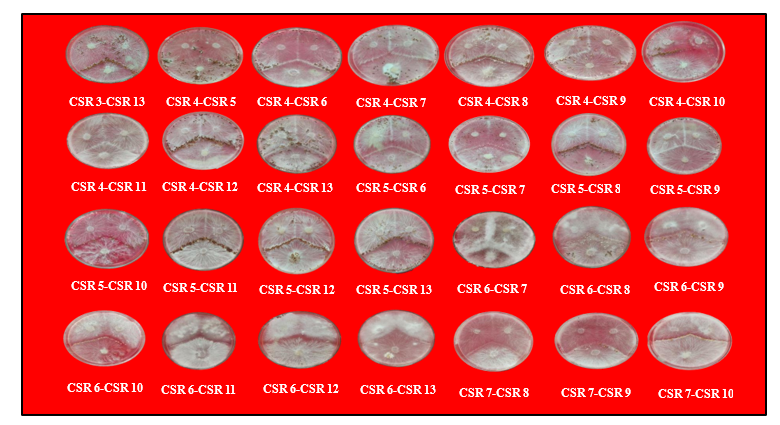 CSR 3-CSR 13 CSR 4-CSR 5 CSR 4-CSR 6 CSR 4-CSR 7 CSR 4-CSR 8 CSR 4-CSR 9 CSR 4-CSR 10
CSR 4-CSR 11 CSR 4-CSR 12 CSR 4-CSR 13 CSR 5-CSR 6 CSR 5-CSR 7 CSR 5-CSR 8 CSR 5-CSR 9
CSR 5-CSR 10 CSR 5-CSR 11 CSR 5-CSR 12 CSR 5-CSR 13 CSR 6-CSR 7 CSR 6-CSR 8 CSR 6-CSR 9
CSR 6-CSR 10 CSR 6-CSR 11 CSR 6-CSR 12 CSR 6-CSR 13 CSR 7-CSR 8 CSR 7-CSR 9 CSR 7-CSR 10